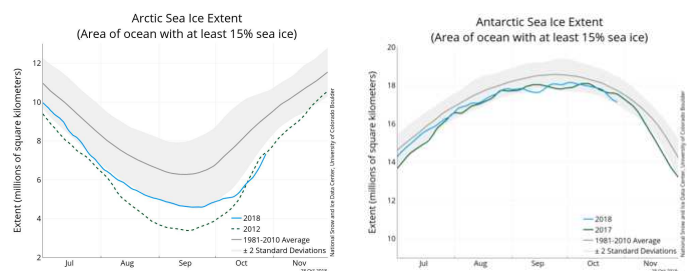 Arctic Sea Ice Extent
(Area of ocean with at least 15% sea ice)
Extent (millions of square kilometers)
12
10
8
6
4
2
Jul
Aug
Sep
Oct
Nov
2018
2012
1981-2010 Average
± 2 Standard Deviations
National Snow and Ice Data Center, University of Colorado Boulder
Antarctic Sea Ice Extent
(Area of ocean with at least 15% sea ice)
Extent (millions of square kilometers)
20
18
16
14
12
10
Jul
Aug
Sep
Oct
Nov
2018
2017
1981-2010 Average
± 2 Standard Deviations
National Snow and Ice Data Center, University of Colorado Boulder